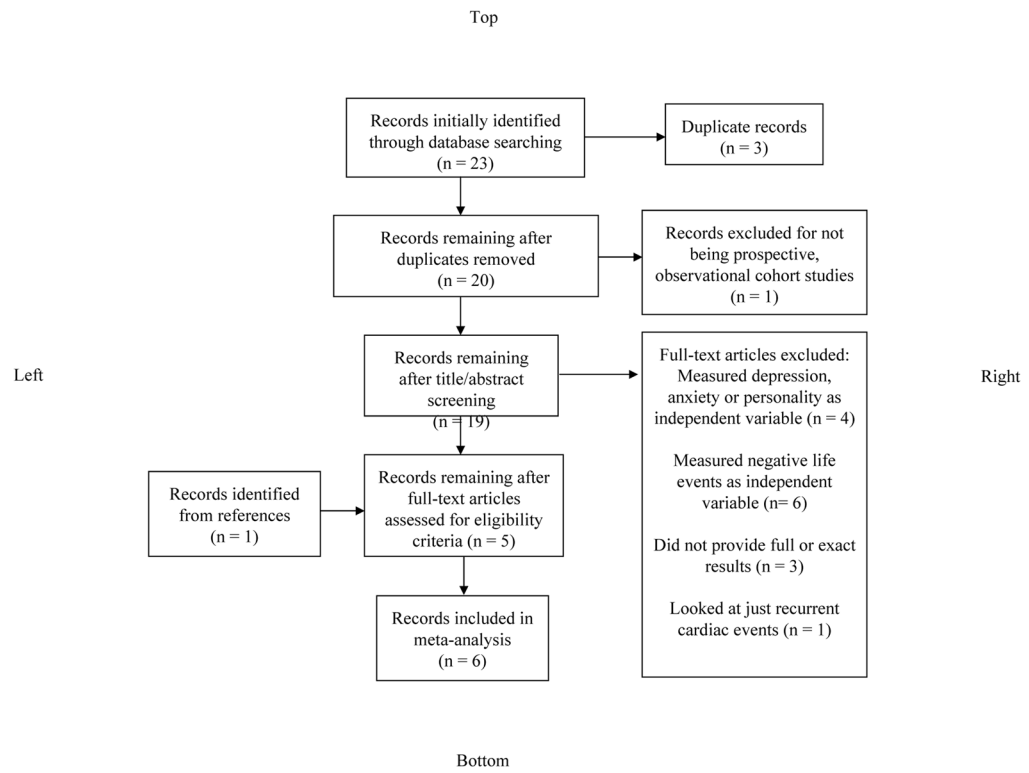 Top
Records initially identified
through database searching
(n = 23)
Duplicate records
(n = 3)
Records remaining after
duplicates removed
(n = 20)
Records excluded for not
being prospective,
observational cohort studies
(n = 1)
Records remaining
after title/abstract
screening
(n = 19)
Full-text articles excluded:
Measured depression,
anxiety or personality as
independent variable (n = 4)
Measured negative life
events as independent
variable (n= 6)
Did not provide full or exact
results (n = 3)
Looked at just recurrent
cardiac events (n = 1)
Left
Right
Records identified
from references
(n = 1)
Records remaining after
full-text articles
assessed for eligibility
criteria (n = 5)
Records included in
meta-analysis
(n = 6)
Bottom